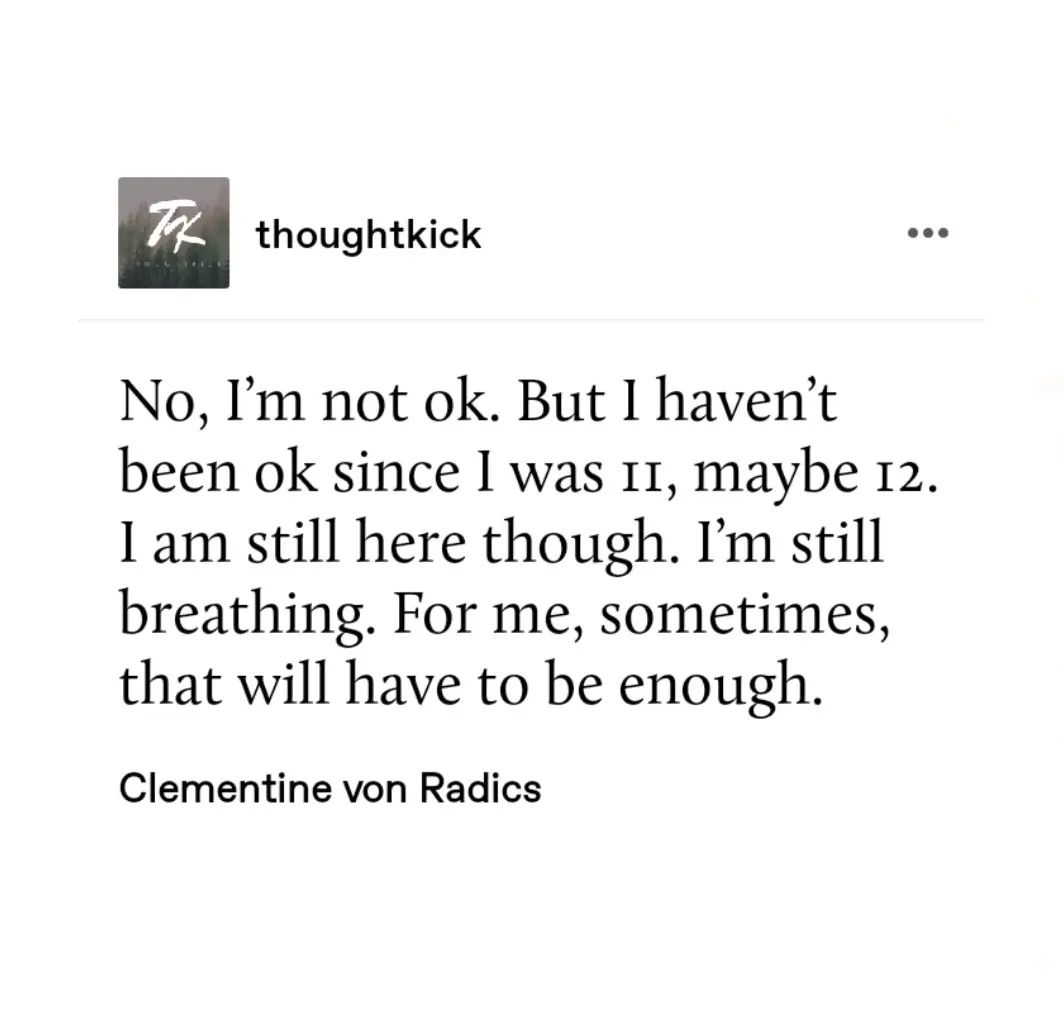 TK
thoughtkick
No, I’m not ok. But I haven’t
been ok since I was 11, maybe 12.
I am still here though. I’m still
breathing. For me, sometimes,
that will have to be enough.
Clementine von Radics